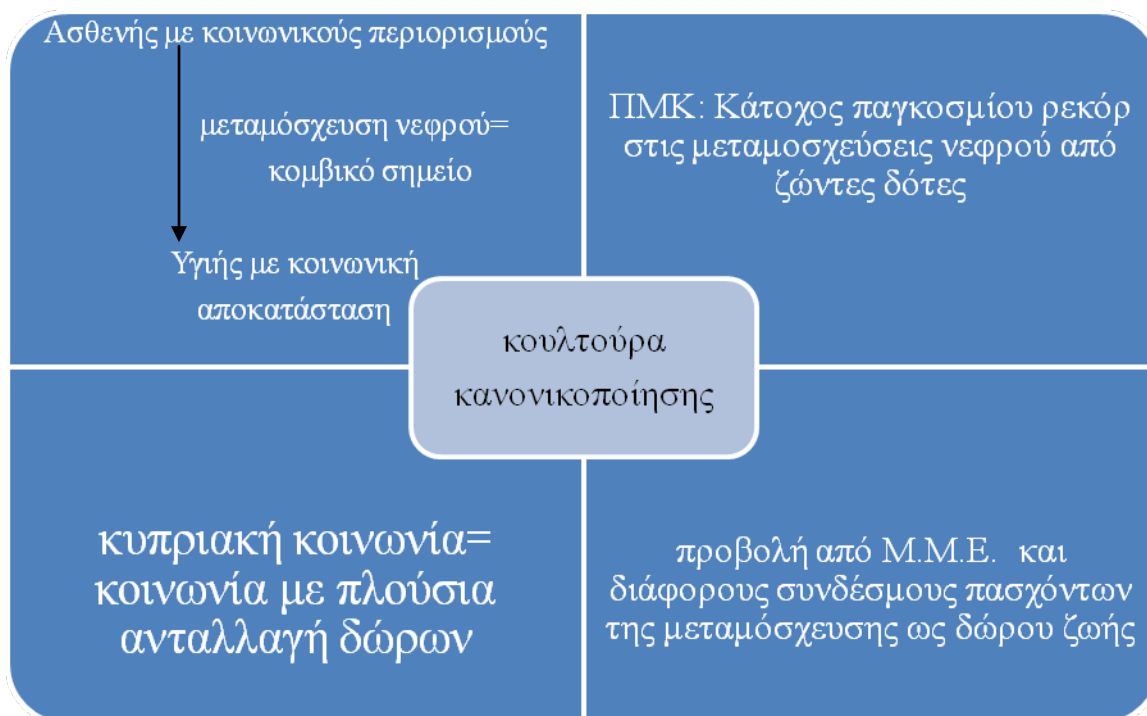 Ασθενής με κοινωνικούς περιορισμούς
μεταμόσχευση νεφρού=
κομβικό σημείο
Υγιής με κοινωνική
αποκατάσταση
ΠΜΚ: Κάτοχος παγκοσμίου ρεκόρ
στις μεταμοσχεύσεις νεφρού από
ζώντες δότες
κουλτούρα
κανονικοποίησης
κυπριακή κοινωνία=
κοινωνία με πλούσια
ανταλλαγή δώρων
προβολή από Μ.Μ.Ε. και
διάφορους συνδέσμους πασχόντων
της μεταμόσχευσης ως δώρου ζωής